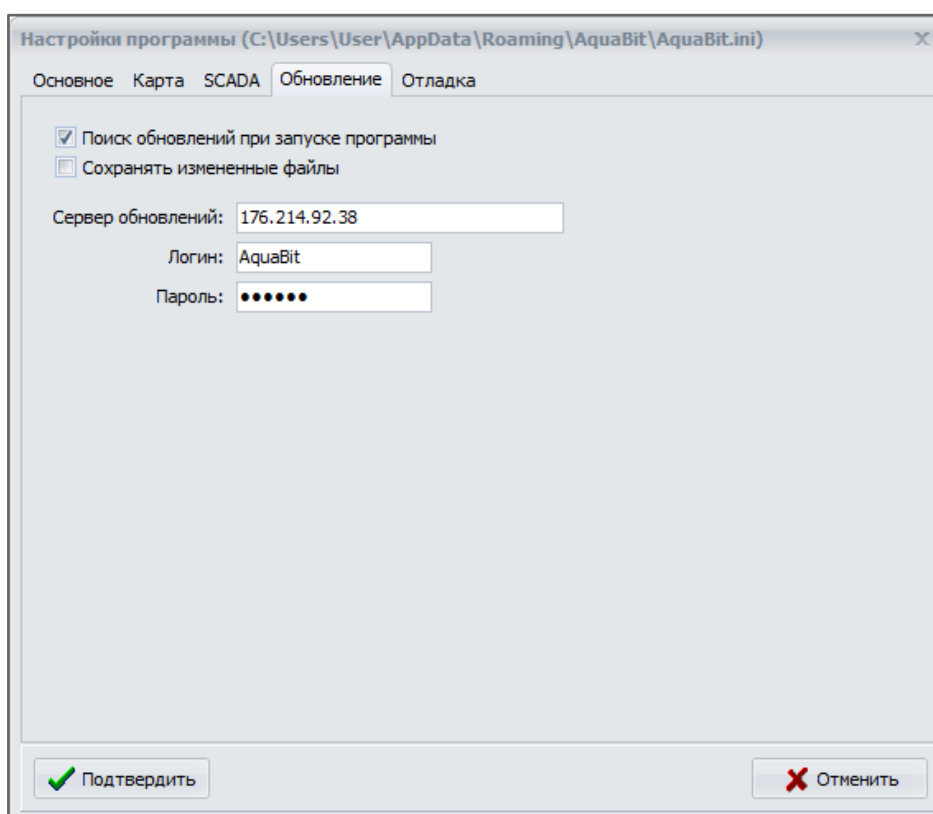 Настройки программы (C:\Users\User\AppData\Roaming\AquaBit\AquaBit.ini) X
Основное Карта SCADA Обновление Отладка
Поиск обновлений при запуске программы
Сохранять измененные файлы
Сервер обновлений: 176.214.92.38
Логин: AquaBit
Пароль: ••••••
Подтвердить Отменить